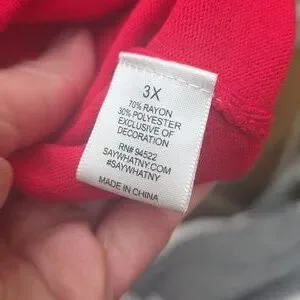 3X
70% RAYON
30% POLYESTER
EXCLUSIVE OF
DECORATION
RN# 94522
SAYWHATNY.COM
#SAYWHATNY
MADE IN CHINA